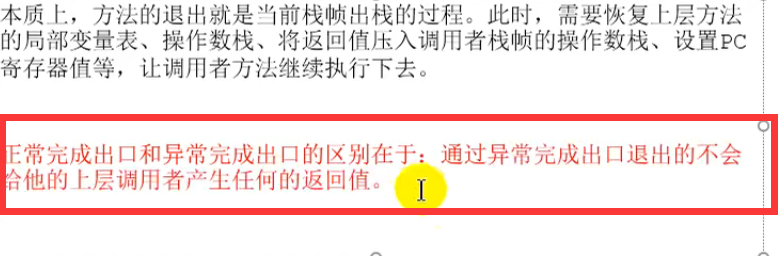 本质上，方法的退出就是当前栈帧出栈的过程。此时，需要恢复上层方法
的局部变量表、操作数栈、将返回值压入调用者栈帧的操作数栈、设置PC
寄存器值等，让调用者方法继续执行下去。
正常完成出口和异常完成出口的区别在于：通过异常完成出口退出的不会
给他的上层调用者产生任何的返回值。